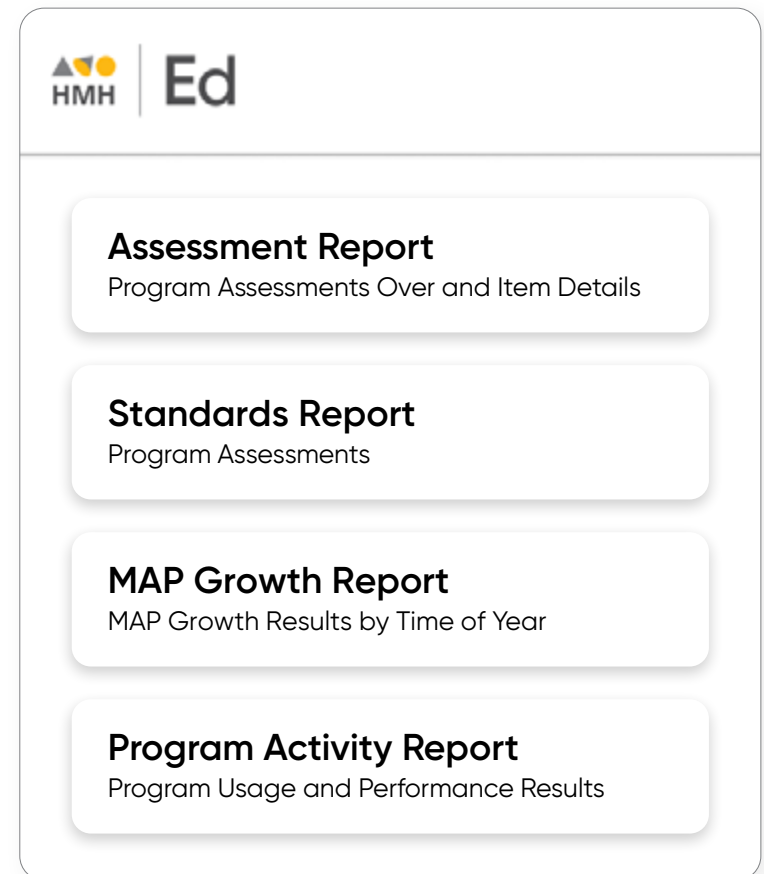 HMH
Ed
Assessment Report
Program Assessments Over and Item Details
Standards Report
Program Assessments
MAP Growth Report
MAP Growth Results by Time of Year
Program Activity Report
Program Usage and Performance Results